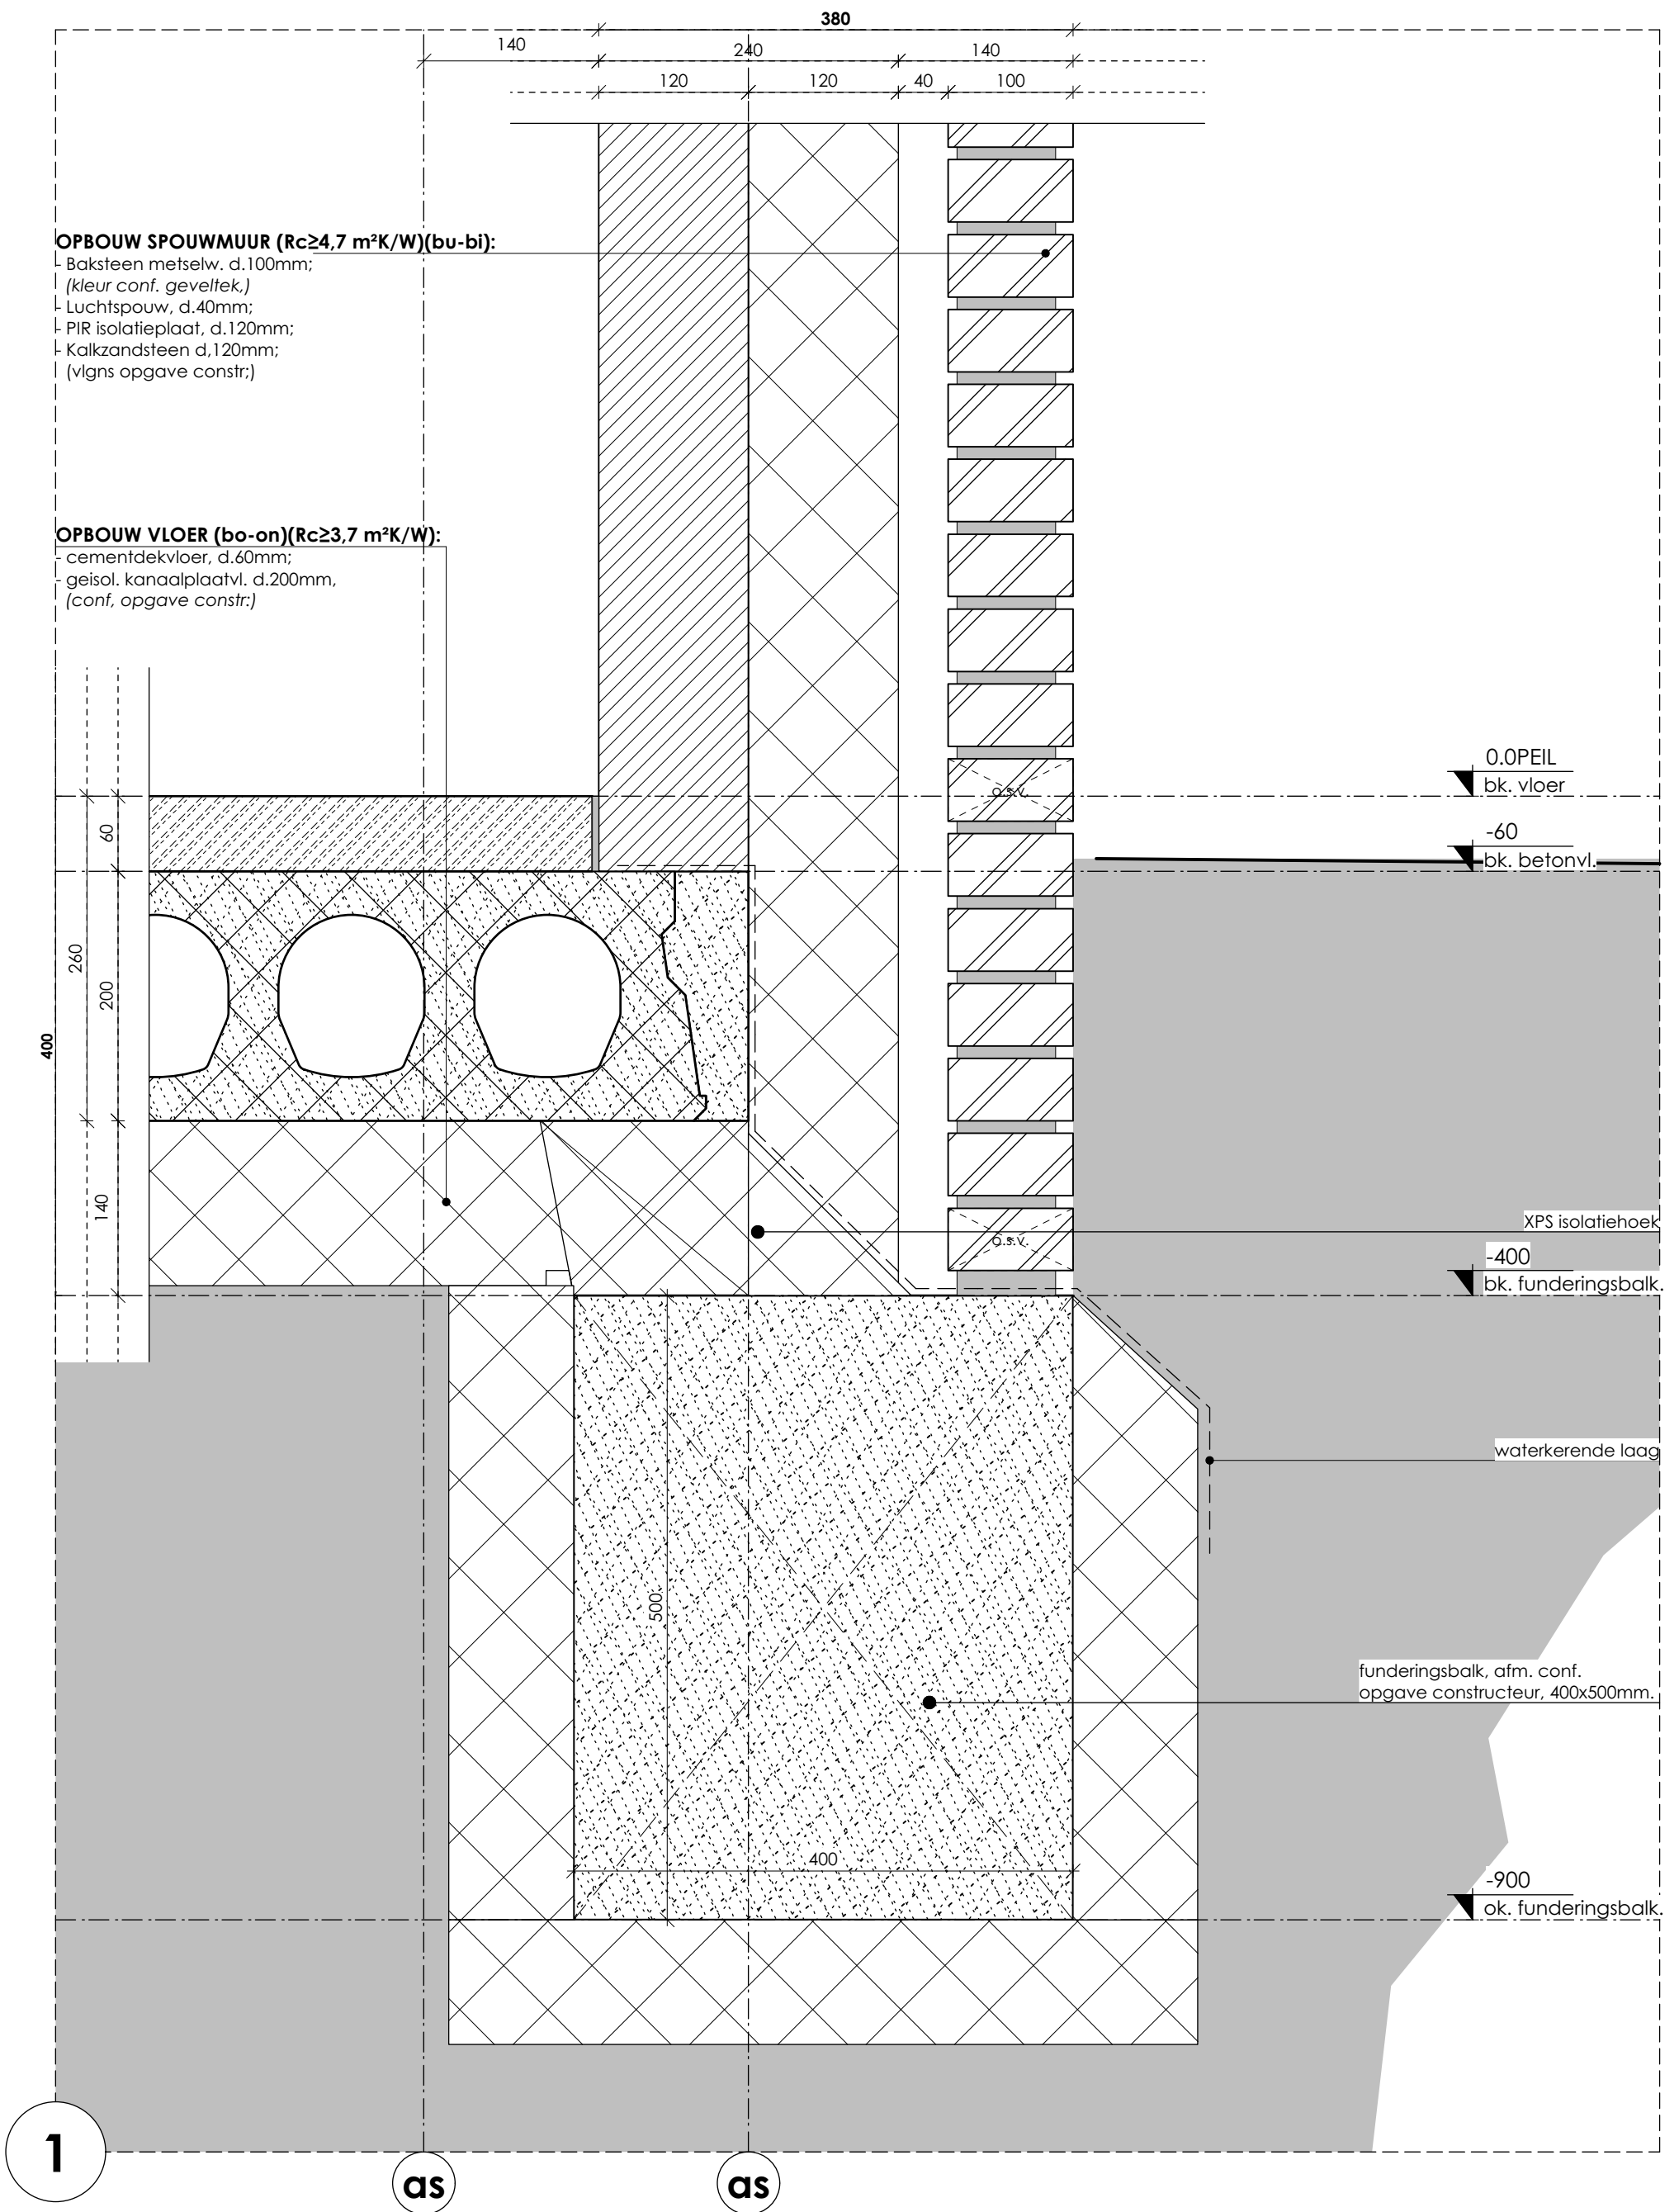 380
140
240
140
120
120
40
100
OPBOUW SPOUWMUUR (Rc≥4,7 m²K/W)(bu-bi):
- Baksteen metselw. d.100mm;
(kleur conf. geveltek,)
- Luchtspouw, d.40mm;
- PIR isolatieplaat, d.120mm;
- Kalkzandsteen d,120mm;
(vlgns opgave constr;)
OPBOUW VLOER (bo-on)(Rc≥3,7 m²K/W):
- cementdekvloer, d.60mm;
- geisol. kanaalplaatvl. d.200mm,
(conf, opgave constr:)
0.0PEIL
bk. vloer
o.s.v.
-60
bk. betonvl.
60
260
200
400
140
XPS isolatiehoek
o.s.v.
-400
bk. funderingsbalk.
waterkerende laag
500
funderingsbalk, afm. conf.
opgave constructeur, 400x500mm.
400
-900
ok. funderingsbalk.
1
as
as